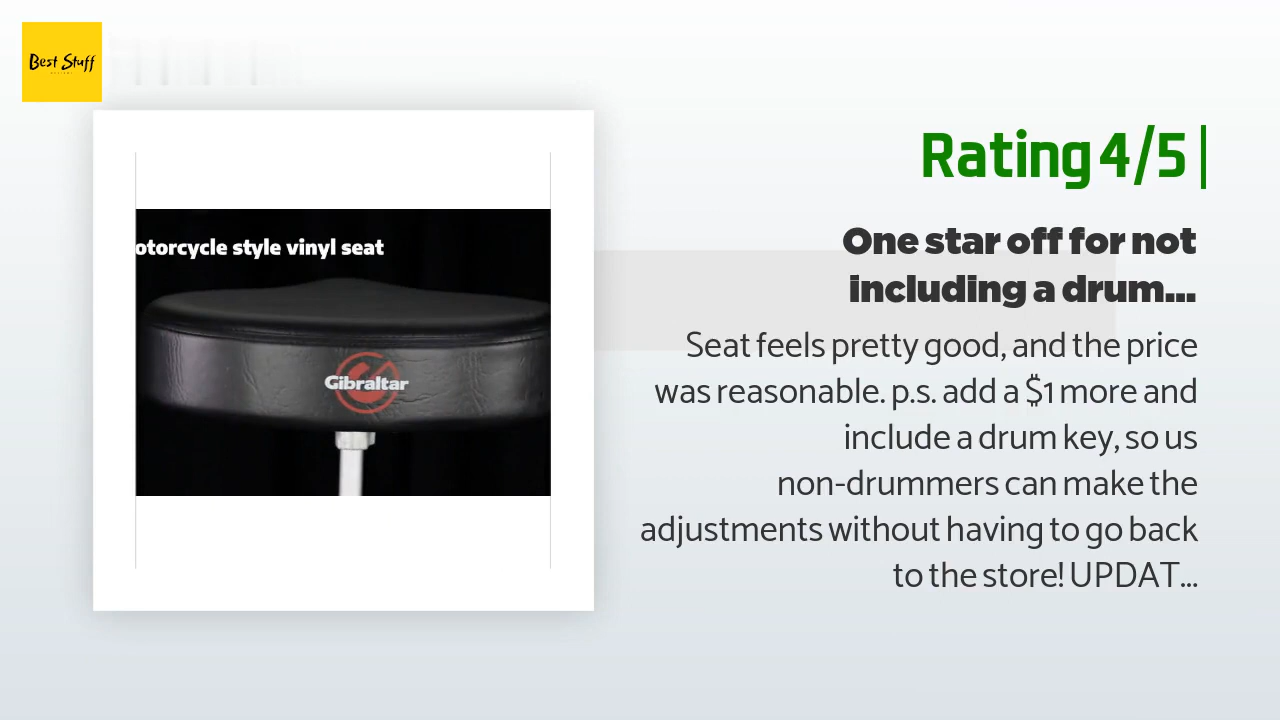 Best Stuff
otorcycle style vinyl seat
Gibraltar
Rating 4/5
One star off for not
including a drum...
Seat feels pretty good, and the price
was reasonable. p.s. add a $1 more and
include a drum key, so us
non-drummers can make the
adjustments without having to go back
to the store! UPDAT...